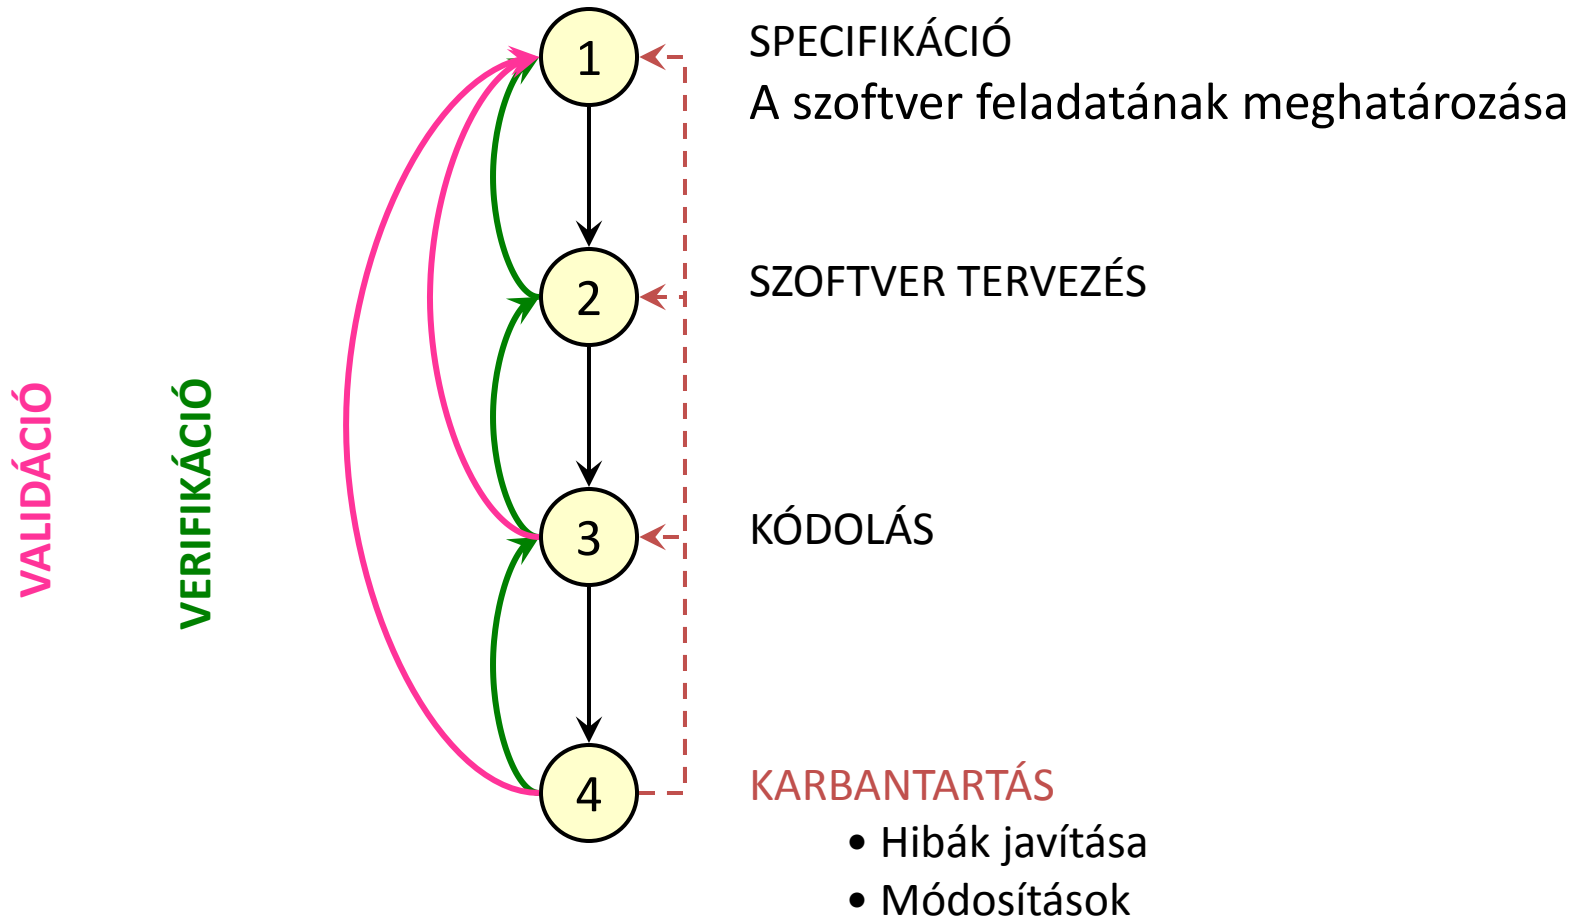 1
SPECIFIKÁCIÓ
A szoftver feladatának meghatározása
2
SZOFTVER TERVEZÉS
VALIDÁCIÓ
VERIFIKÁCIÓ
3
KÓDOLÁS
4
KARBANTARTÁS
• Hibák javítása
• Módosítások